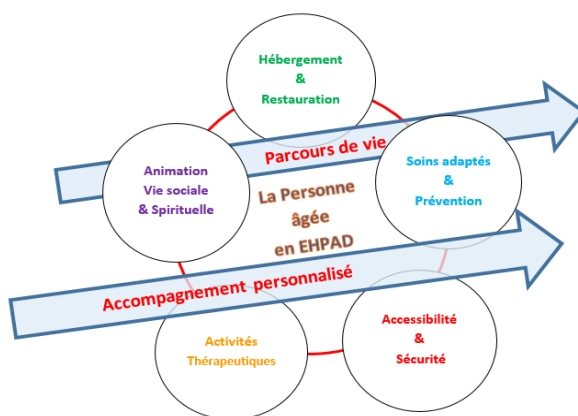 Hébergement
&
Restauration
Parcours de vie
Animation
Vie sociale
& Spirituelle
Soins adaptés
&
Prévention
La Personne
âgée
en EHPAD
Accompagnement personnalisé
Activités
Thérapeutiques
Accessibilité
&
Sécurité